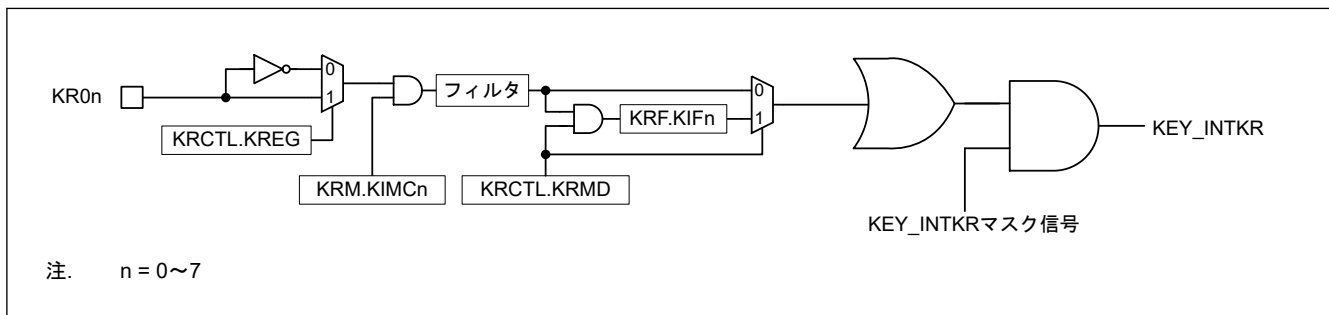 KR0n
0
1
KRCTL.KREG
KRM.KIMCn
フィルタ
KRF.KIFn
KRCTL.KRMD
0
1
KEY_INTKR
KEY_INTKRマスク信号
注. n = 0～7